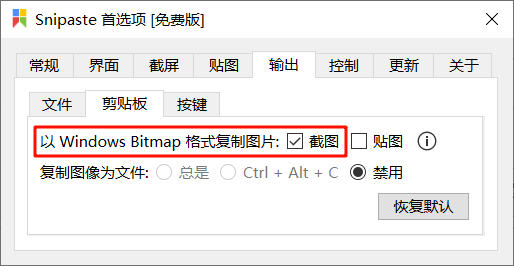 Snipaste 首选项 [免费版]
常规 界面 截屏 贴图 输出 控制 更新 关于
文件 剪贴板 按键
以 Windows Bitmap 格式复制图片: 截图 贴图
复制图像为文件: 总是 Ctrl + Alt + C 禁用
恢复默认